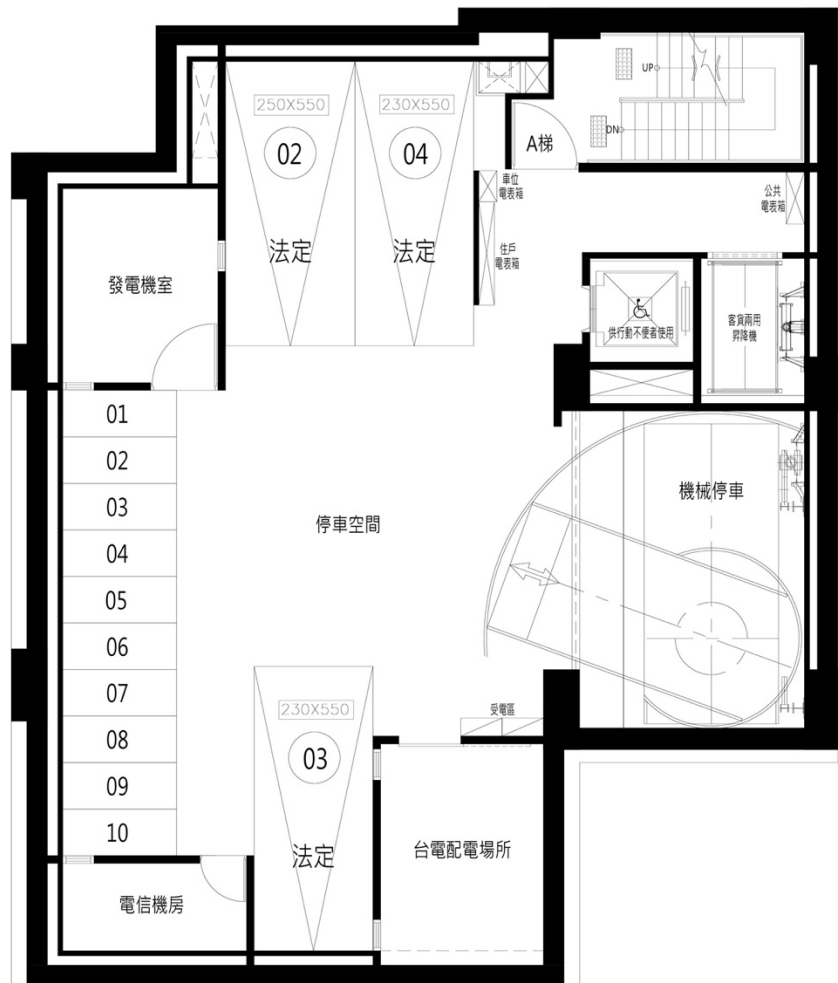 UP
250X550
230X550
02
04
A梯
DN
車位
電表箱
公共
電表箱
法定
法定
住戶
電表箱
發電機室
客貨兩用
昇降機
供行動不便者使用
01
02
03
04
05
06
07
08
09
10
停車空間
機械停車
230X550
受電區
03
法定
台電配電場所
電信機房